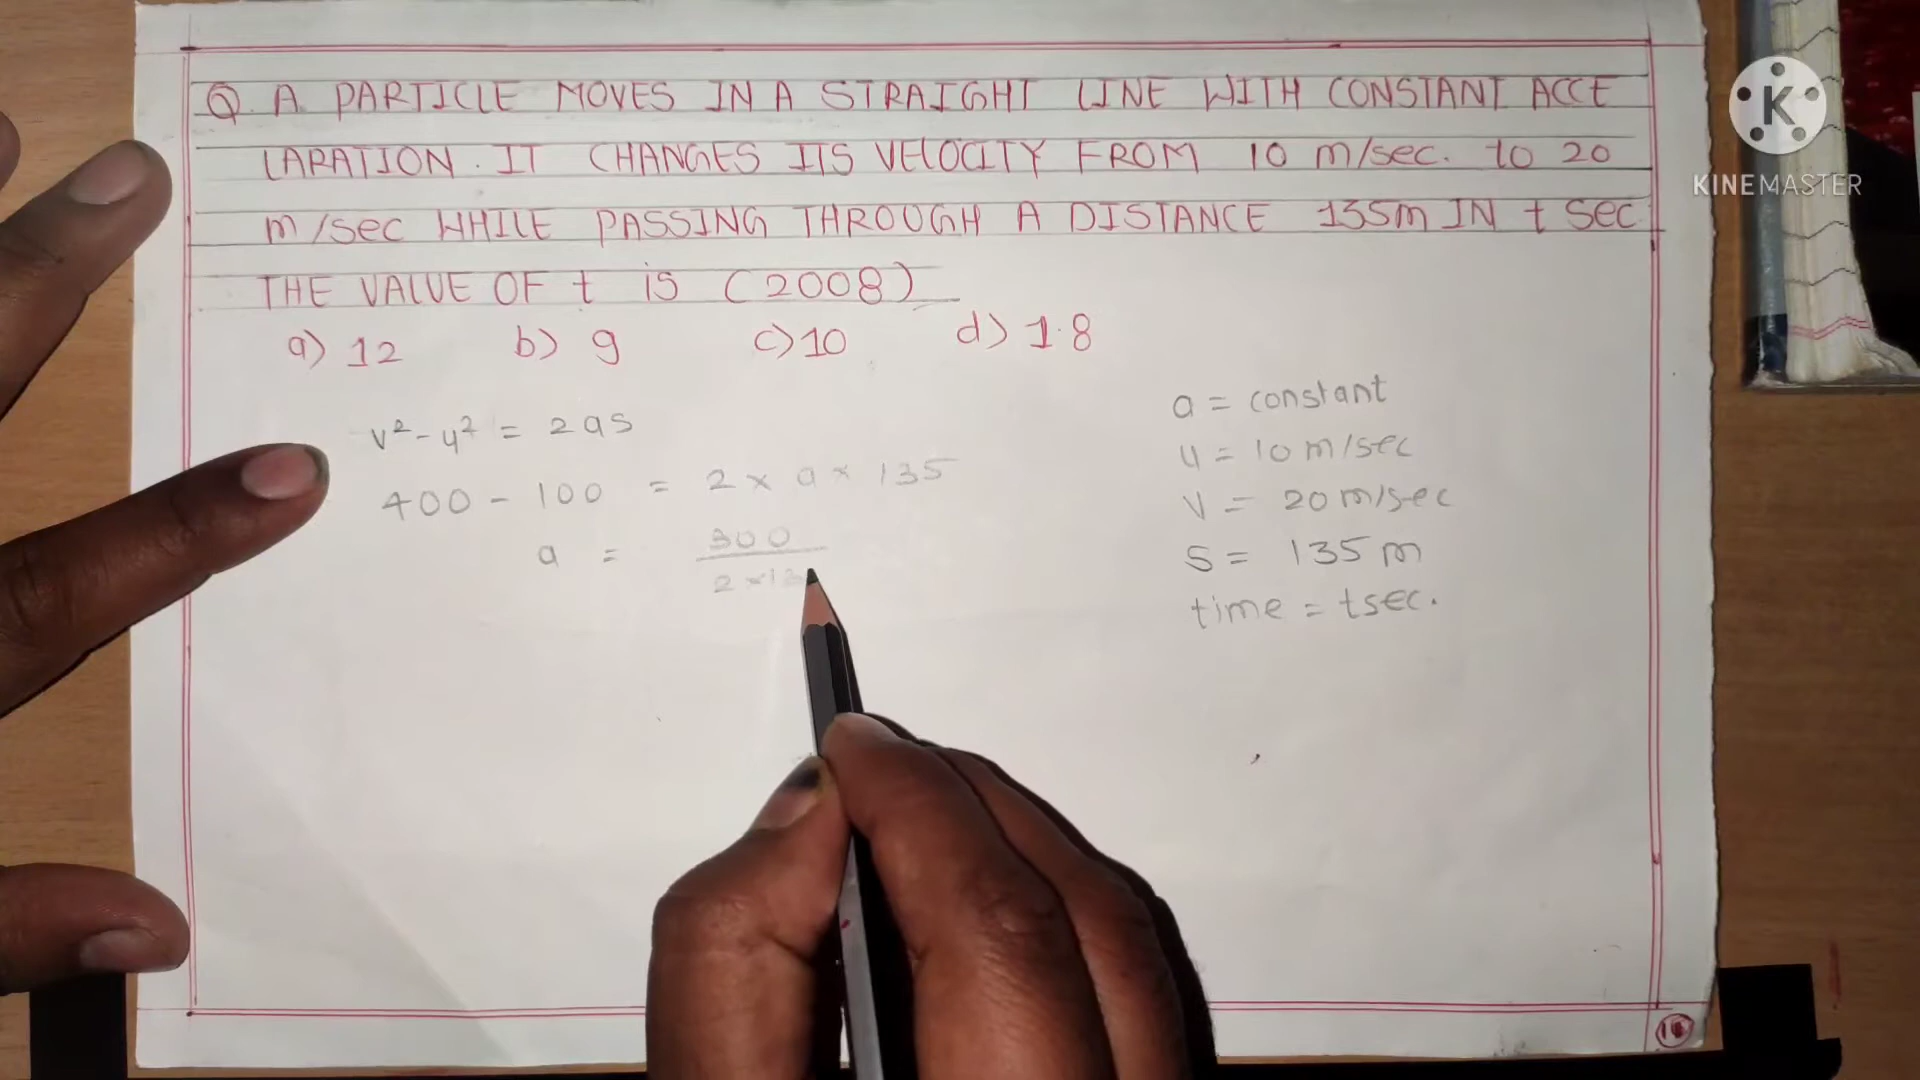 Q. A PARTICLE MOVES IN A STRAIGHT LINE WITH CONSTANT ACCE
LARATION. IT CHANGES ITS VELOCITY FROM 10 m/sec. to 20
m/sec WHILE PASSING THROUGH A DISTANCE 135m IN t sec
THE VALUE OF t is (2008)
a) 12 b) 9 c) 10 d) 1.8
v² - u² = 2as
400 - 100 = 2 × a × 135
a = 300
2 × 13
a = constant
u = 10 m/sec
v = 20 m/sec
s = 135 m
time = tsec.
K
KINEMASTER